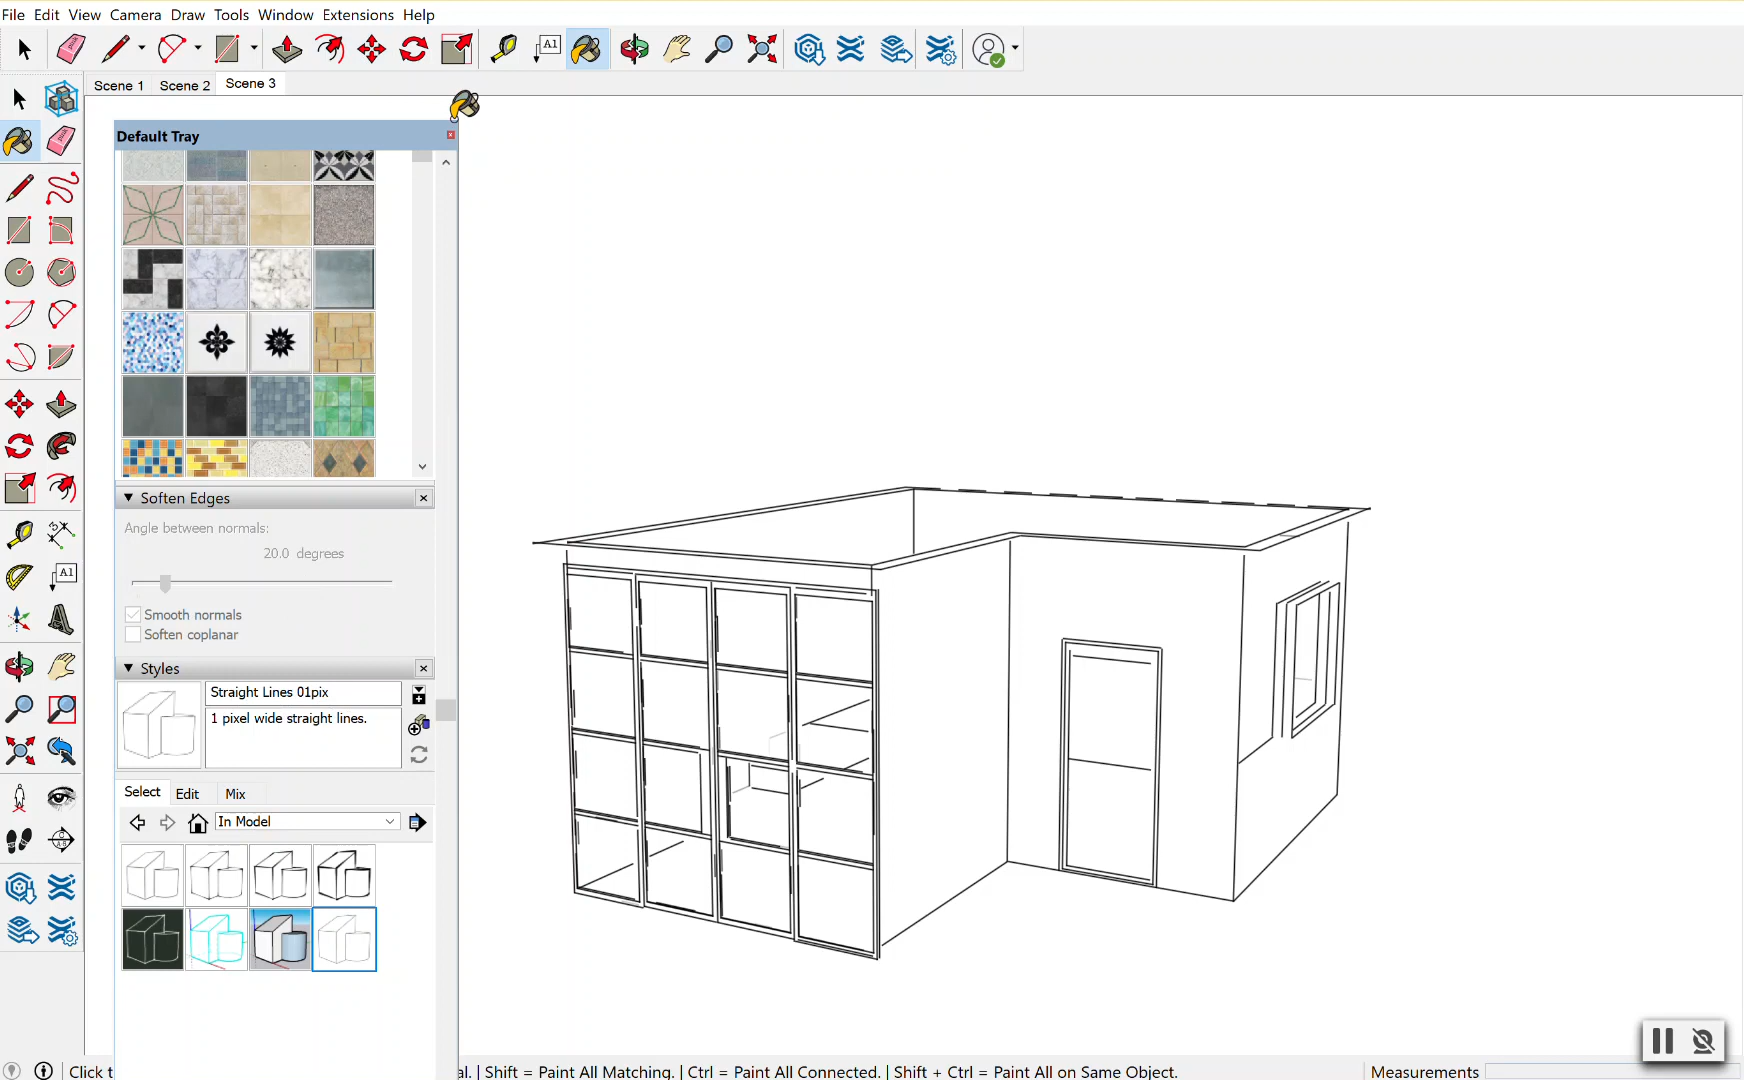 File Edit View Camera Draw Tools Window Extensions Help
A1
Scene 1 Scene 2 Scene 3
Default Tray
Soften Edges
Angle between normals:
20.0 degrees
Smooth normals
Soften coplanar
A1
Styles
Straight Lines 01pix
1 pixel wide straight lines.
Select Edit Mix
In Model
Click t
al. | Shift = Paint All Matching. | Ctrl = Paint All Connected. | Shift + Ctrl = Paint All on Same Object.
Measurements